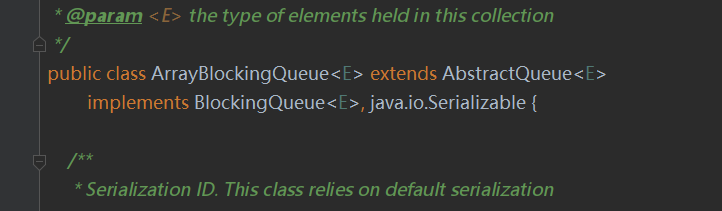 * @param <E> the type of elements held in this collection
*/
public class ArrayBlockingQueue<E> extends AbstractQueue<E>
implements BlockingQueue<E>, java.io.Serializable {
/**
* Serialization ID. This class relies on default serialization